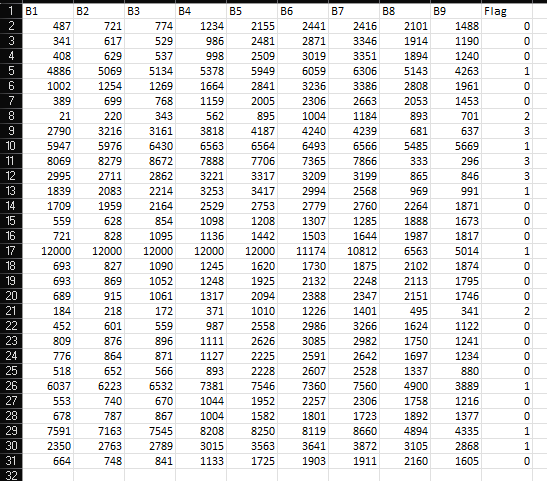 1 B1 B2 B3 B4 B5 B6 B7 B8 B9 Flag
2 487 721 774 1234 2155 2441 2416 2101 1488 0
3 341 617 529 986 2481 2871 3346 1914 1190 0
4 408 629 537 998 2509 3019 3351 1894 1240 0
5 4886 5069 5134 5378 5949 6059 6306 5143 4263 1
6 1002 1254 1269 1664 2841 3236 3386 2808 1961 0
7 389 699 768 1159 2005 2306 2663 2053 1453 0
8 21 220 343 562 895 1004 1184 893 701 2
9 2790 3216 3161 3818 4187 4240 4239 681 637 3
10 5947 5976 6430 6563 6564 6493 6566 5485 5669 1
11 8069 8279 8672 7888 7706 7365 7866 333 296 3
12 2995 2711 2862 3221 3317 3209 3199 865 846 3
13 1839 2083 2214 3253 3417 2994 2568 969 991 1
14 1709 1959 2164 2529 2753 2779 2760 2264 1871 0
15 559 628 854 1098 1208 1307 1285 1888 1673 0
16 721 828 1095 1136 1442 1503 1644 1987 1817 0
17 12000 12000 12000 12000 12000 11174 10812 6563 5014 1
18 693 827 1090 1245 1620 1730 1875 2102 1874 0
19 693 869 1052 1248 1925 2132 2248 2113 1795 0
20 689 915 1061 1317 2094 2388 2347 2151 1746 0
21 184 218 172 371 1010 1226 1401 495 341 2
22 452 601 559 987 2558 2986 3266 1624 1122 0
23 809 876 896 1111 2626 3085 2982 1750 1241 0
24 776 864 871 1127 2225 2591 2642 1697 1234 0
25 518 652 566 893 2228 2607 2528 1337 880 0
26 6037 6223 6532 7381 7546 7360 7560 4900 3889 1
27 553 740 670 1044 1952 2257 2306 1758 1216 0
28 678 787 867 1004 1582 1801 1723 1892 1377 0
29 7591 7163 7545 8208 8250 8119 8660 4894 4335 1
30 2350 2763 2789 3015 3563 3641 3872 3105 2868 1
31 664 748 841 1133 1725 1903 1911 2160 1605 0
32